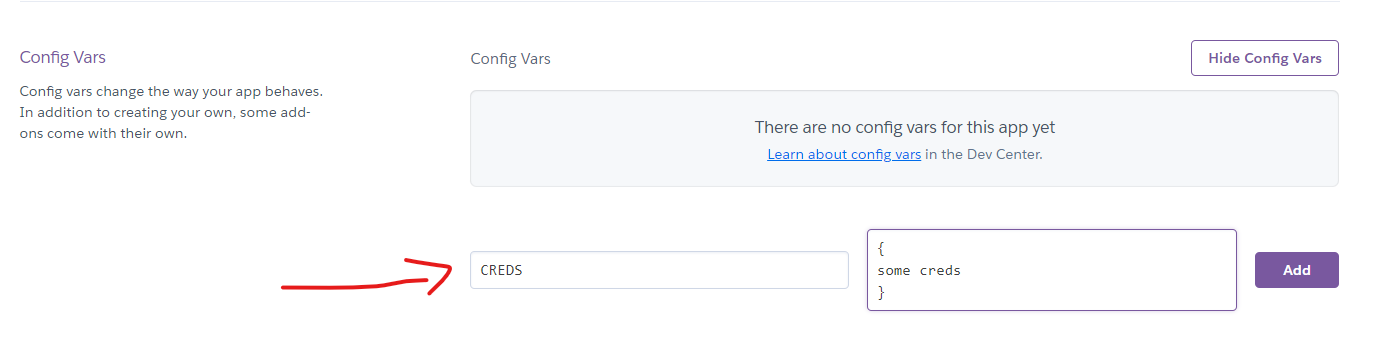 Config Vars
Config vars change the way your app behaves.
In addition to creating your own, some add-
ons come with their own.
Config Vars
Hide Config Vars
There are no config vars for this app yet
Learn about config vars in the Dev Center.
CREDS
{
some creds
}
Add